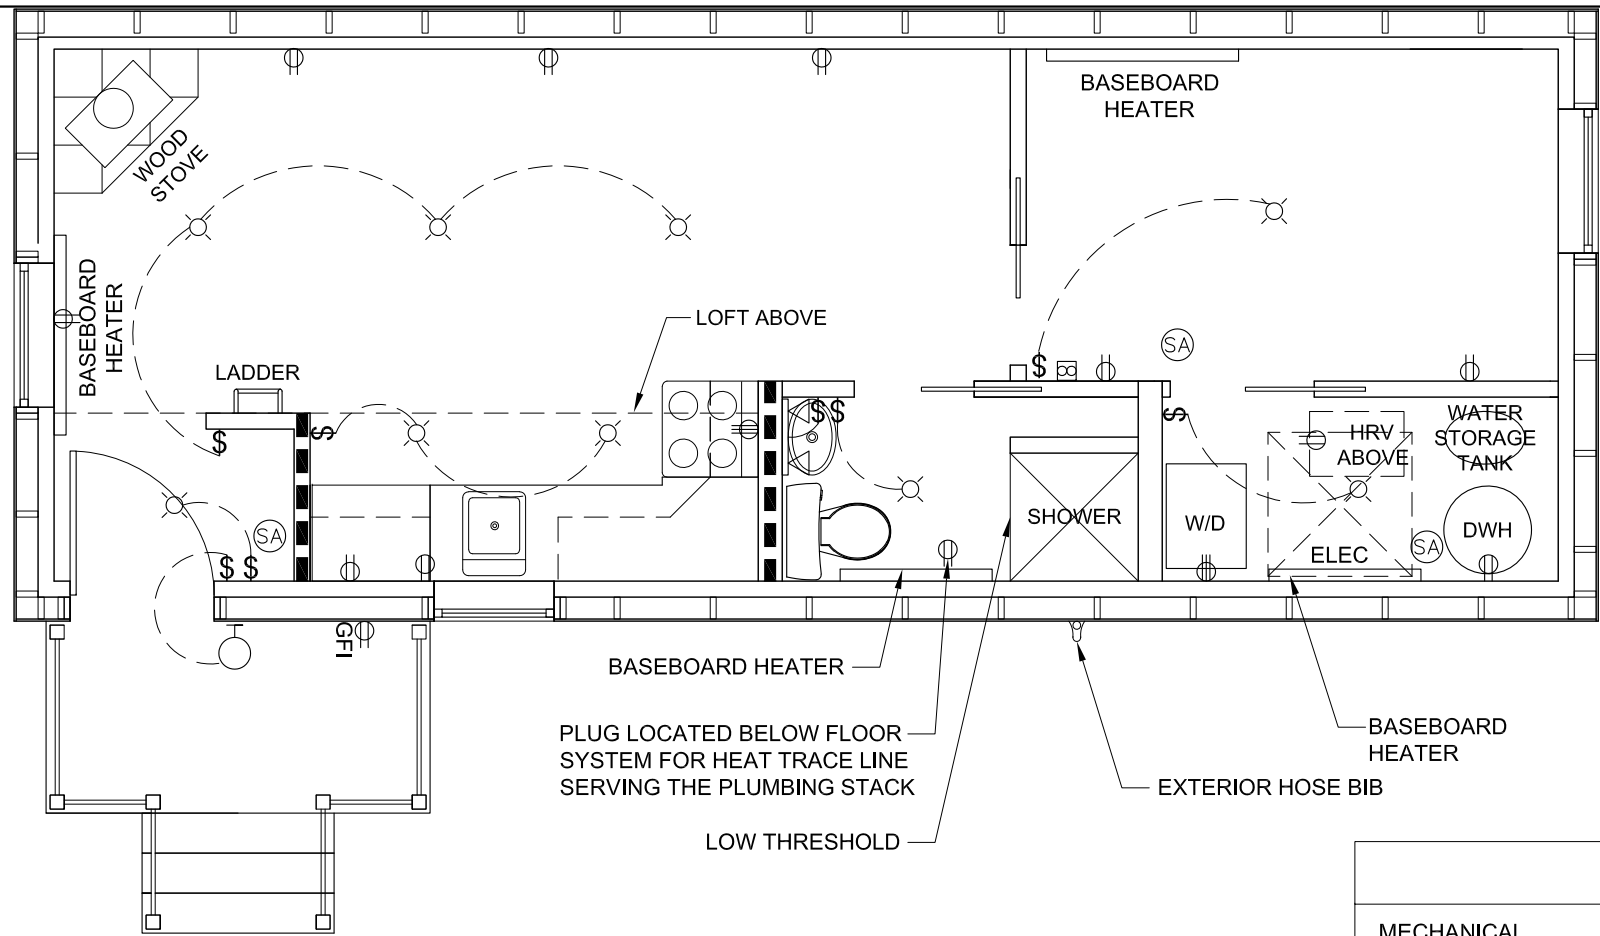 BASEBOARD
HEATER
WOOD
STOVE
BASEBOARD
HEATER
LOFT ABOVE
LADDER
$
SA
$
$
$$
$
WATER
STORAGE
TANK
HRV
ABOVE
SA
$$
SHOWER
W/D
ELEC
SA
DWH
GFI
BASEBOARD HEATER
PLUG LOCATED BELOW FLOOR
SYSTEM FOR HEAT TRACE LINE
SERVING THE PLUMBING STACK
LOW THRESHOLD
BASEBOARD
HEATER
EXTERIOR HOSE BIB
MECHANICAL